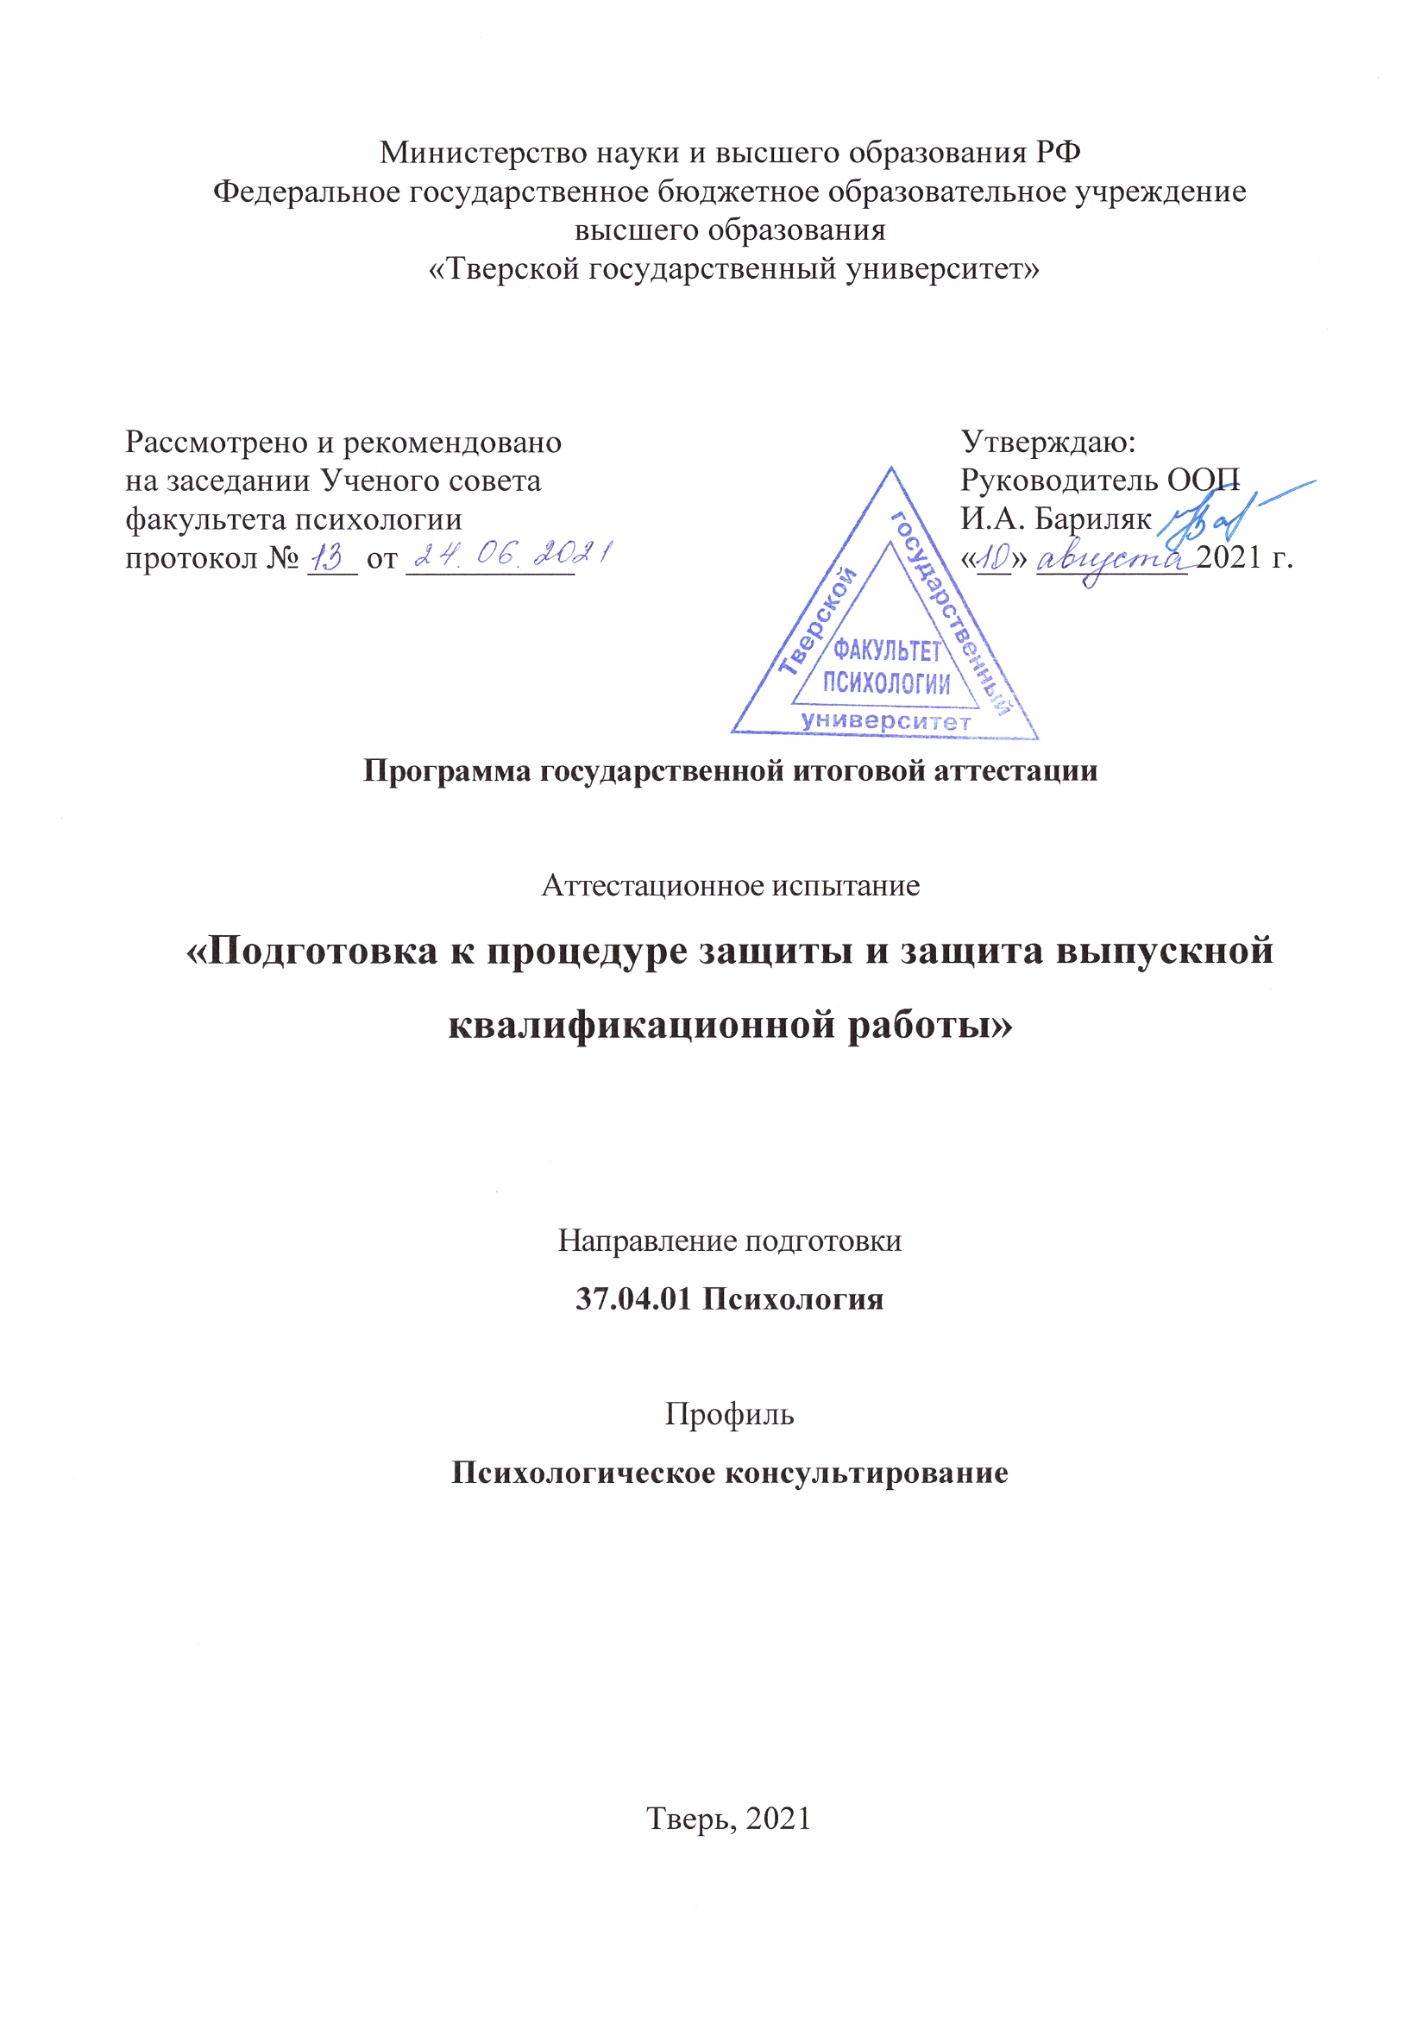 Министерство науки и высшего образования РФ
Федеральное государственное бюджетное образовательное учреждение
высшего образования
«Тверской государственный университет»
Рассмотрено и рекомендовано
на заседании Ученого совета
факультета психологии
протокол № 13 от 24.06.2021
Утверждаю:
Руководитель ООП
И.А. Бариляк
«10» августа 2021 г.
Тверской
государственный
университет
ФАКУЛЬТЕТ
ПСИХОЛОГИИ
Программа государственной итоговой аттестации
Аттестационное испытание
«Подготовка к процедуре защиты и защита выпускной
квалификационной работы»
Направление подготовки
37.04.01 Психология
Профиль
Психологическое консультирование
Тверь, 2021